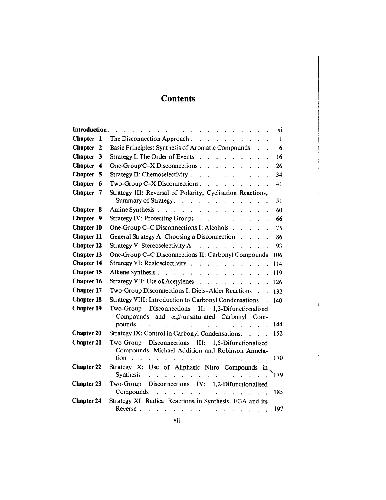 Contents
Introduction . . . . . . . . . . . . . . . . xi
Chapter 1 The Disconnection Approach . . . . . . . . 1
Chapter 2 Basic Principles: Synthesis of Aromatic Compounds . . 6
Chapter 3 Strategy I: The Order of Events . . . . . . . 16
Chapter 4 One-Group C–X Disconnections . . . . . . . 26
Chapter 5 Strategy II: Chemoselectivity . . . . . . . . 34
Chapter 6 Two-Group C–X Disconnections . . . . . . . 41
Chapter 7 Strategy III: Reversal of Polarity, Cyclisation Reactions,
Summary of Strategy . . . . . . . . . 51
Chapter 8 Amine Synthesis . . . . . . . . . . . 60
Chapter 9 Strategy IV: Protecting Groups . . . . . . . 66
Chapter 10 One-Group C–C Disconnections I: Alcohols . . . . 75
Chapter 11 General Strategy A: Choosing a Disconnection . . . 86
Chapter 12 Strategy V: Stereoselectivity A . . . . . . . 93
Chapter 13 One-Group C–C Disconnections II: Carbonyl Compounds 106
Chapter 14 Strategy VI: Regioselectivity . . . . . . . . 114
Chapter 15 Alkene Synthesis . . . . . . . . . . . 119
Chapter 16 Strategy VII: Use of Acetylenes . . . . . . . 126
Chapter 17 Two-Group Disconnections I: Diels–Alder Reactions . . 132
Chapter 18 Strategy VIII: Introduction to Carbonyl Condensations . 140
Chapter 19 Two-Group Disconnections II: 1,3-Difunctionalised
Compounds and α,β-unsaturated Carbonyl Com-
pounds . . . . . . . . . . . . . 144
Chapter 20 Strategy IX: Control in Carbonyl Condensations . . . 152
Chapter 21 Two-Group Disconnections III: 1,5-Difunctionalised
Compounds. Michael Addition and Robinson Annela-
tion . . . . . . . . . . . . . . 170
Chapter 22 Strategy X: Use of Aliphatic Nitro Compounds in
Synthesis . . . . . . . . . . . . 179
Chapter 23 Two-Group Disconnections IV: 1,2-Difunctionalised
Compounds . . . . . . . . . . . 185
Chapter 24 Strategy XI: Radical Reactions in Synthesis. FGA and its
Reverse . . . . . . . . . . . . . 197
vii